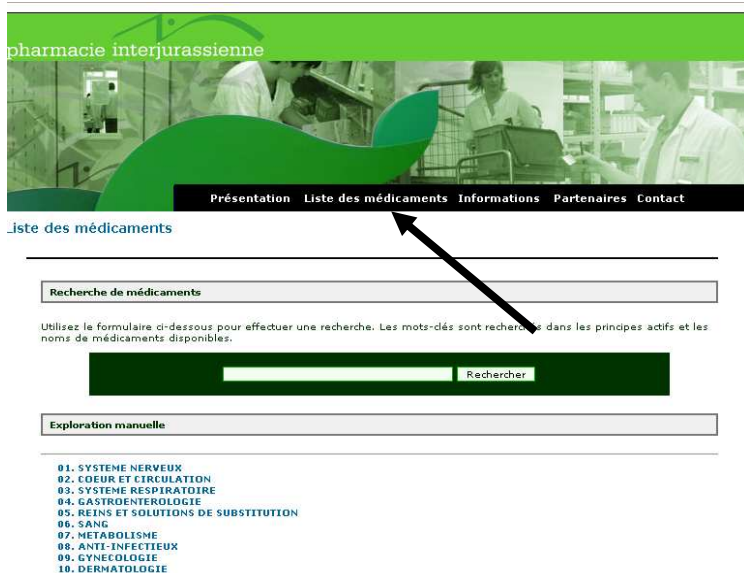 pharmacie interjurassienne
Présentation Liste des médicaments Informations Partenaires Contact
Liste des médicaments
Recherche de médicaments
Utilisez le formulaire ci-dessous pour effectuer une recherche. Les mots-clés sont recherchés dans les principes actifs et les
noms de médicaments disponibles.
Rechercher
Exploration manuelle
01. SYSTEME NERVEUX
02. COEUR ET CIRCULATION
03. SYSTEME RESPIRATOIRE
04. GASTROENTEROLOGIE
05. REINS ET SOLUTIONS DE SUBSTITUTION
06. SANG
07. METABOLISME
08. ANTI-INFECTIEUX
09. GYNECOLOGIE
10. DERMATOLOGIE